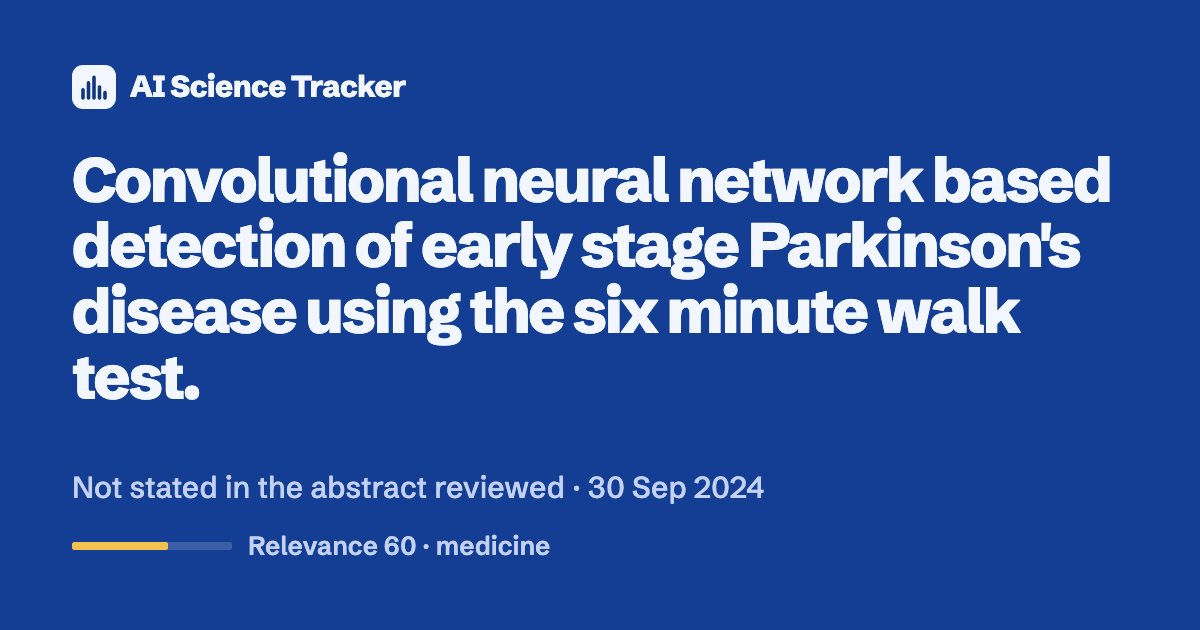 AI Science Tracker
Convolutional neural network based
detection of early stage Parkinson's
disease using the six minute walk
test.
Not stated in the abstract reviewed · 30 Sep 2024
Relevance 60 · medicine